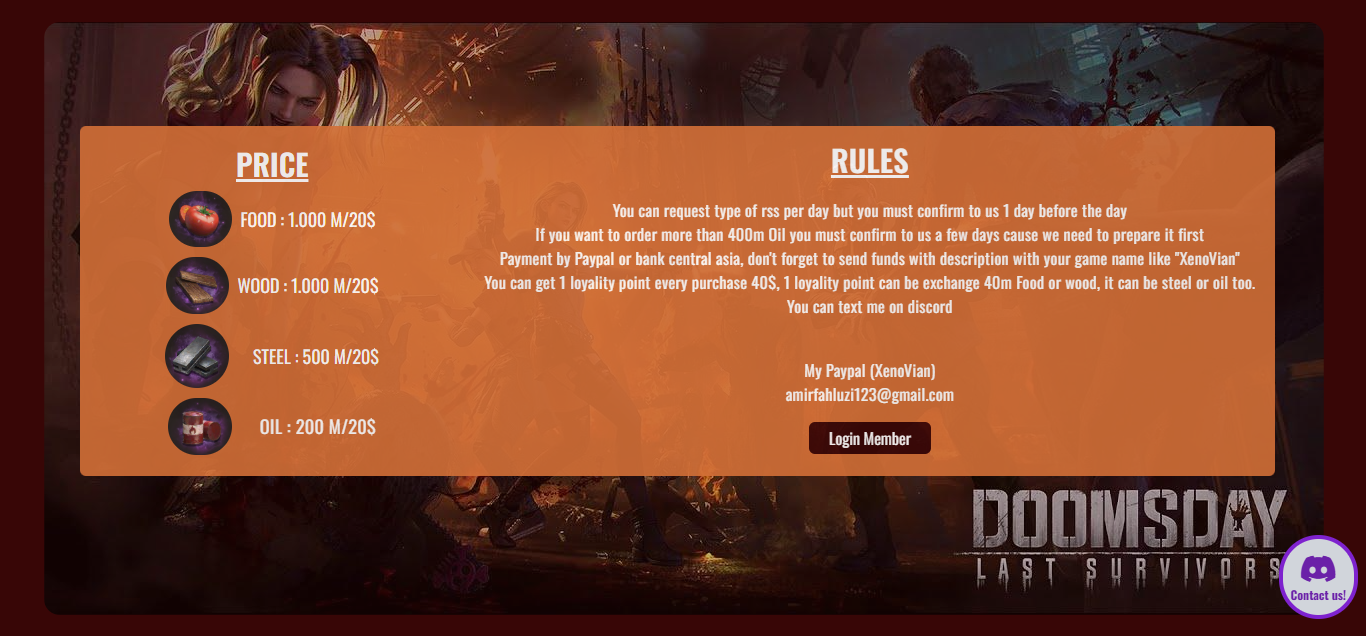 PRICE
FOOD : 1.000 M/20$
WOOD : 1.000 M/20$
STEEL : 500 M/20$
OIL : 200 M/20$
RULES
You can request type of rss per day but you must confirm to us 1 day before the day
If you want to order more than 400m Oil you must confirm to us a few days cause we need to prepare it first
Payment by Paypal or bank central asia, don't forget to send funds with description with your game name like "XenoVian"
You can get 1 loyality point every purchase 40$, 1 loyality point can be exchange 40m Food or wood, it can be steel or oil too.
You can text me on discord
My Paypal (XenoVian)
amirfahluzi123@gmail.com
Login Member
DOOMSDAY
LAST SURVIVORS
Contact us!